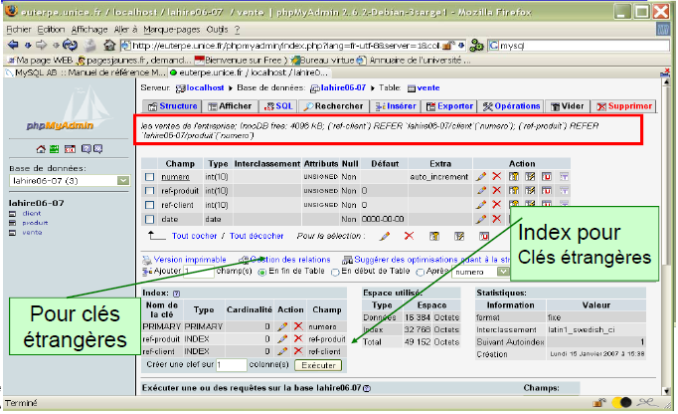 euterpe.unice.fr / localhost / lahire06-07 / vente | phpMyAdmin 2.6.2-Debian-3sarge1 - Mozilla Firefox
Fichier Edition Affichage Aller à Marque-pages Outils ?
http://euterpe.unice.fr/phpmyadmin/index.php?lang=fr-utf-8&server=1&coll
mysql
Ma page WEB pagesjaunes.fr, demand... Bienvenue sur Free ) Bureau virtuel Annuaire de l'université ...
MySQL AB :: Manuel de référence M... euterpe.unice.fr / localhost / lahire0...
Serveur: localhost Base de données: lahire06-07 Table: vente
Structure Afficher SQL Rechercher Insérer Exporter Opérations Vider Supprimer
phpMyAdmin
les ventes de l'entreprise; InnoDB free: 4096 kB; (`ref-client`) REFER `lahire06-07/client`(`numero`); (`ref-produit`) REFER
`lahire06-07/produit`(`numero`)
Base de données:
lahire06-07 (3)
lahire06-07
client
produit
vente
Champ Type Interclassement Attributs Null Défaut Extra Action
numero int(10) UNSIGNED Non auto_increment
ref-produit int(10) UNSIGNED Non 0
ref-client int(10) UNSIGNED Non 0
date date Non 0000-00-00
Tout cocher / Tout décocher Pour la sélection :
Index pour
Clés étrangères
Version imprimable Gestion des relations Suggérer des optimisations quant à la str
Ajouter 1 champ(s) En fin de Table En début de Table Après numero
Pour clés
étrangères
Index:
Nom de la clé Type Cardinalité Action Champ
PRIMARY PRIMARY 0 numero
ref-produit INDEX 0 ref-produit
ref-client INDEX 0 ref-client
Créer une clef sur 1 colonne(s) Exécuter
Espace utilisé:
Type Espace
Données 16 384 Octets
Index 32 768 Octets
Total 49 152 Octets
Statistiques:
Information Valeur
format fixe
Interclassement latin1_swedish_ci
Suivant Autoindex 1
Création Lundi 15 Janvier 2007 à 15:38
Exécuter une ou des requêtes sur la base lahire06-07 Champs:
Terminé